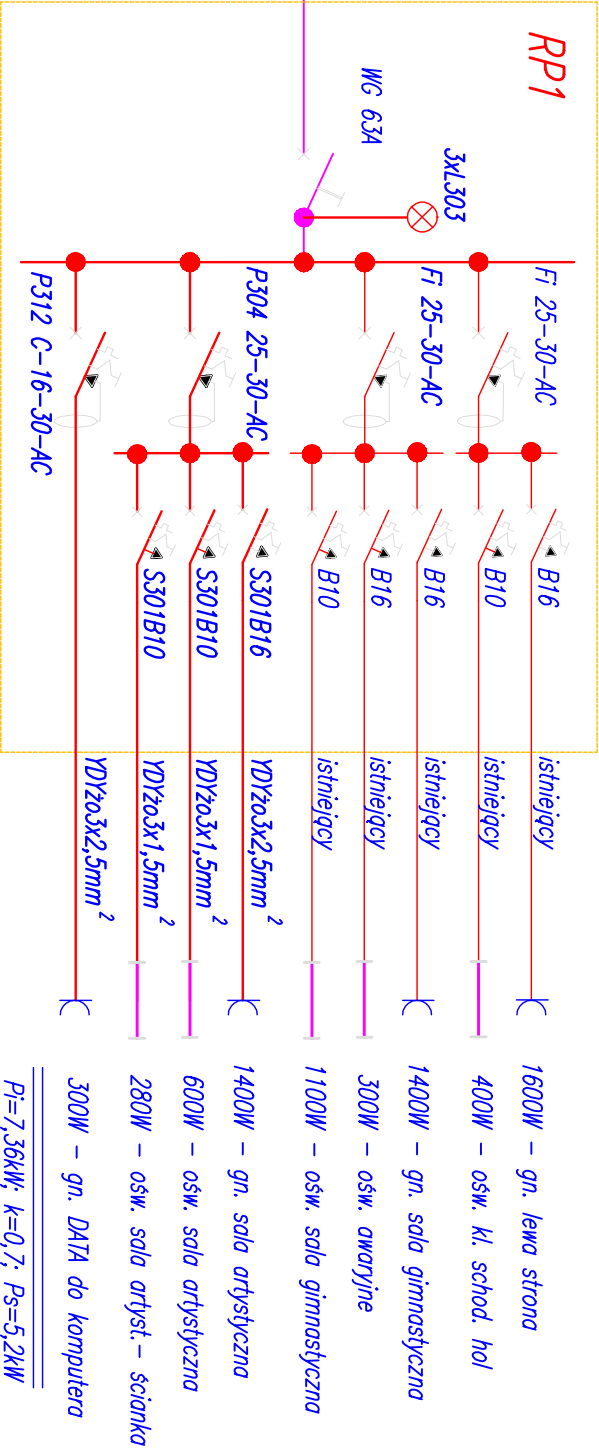 RP1
WG 63A
3xL303
Fi 25-30-AC
Fi 25-30-AC
P304 25-30-AC
P312 C-16-30-AC
B16
B10
B16
B16
B10
S301B16
S301B10
S301B10
istniejący
istniejący
istniejący
istniejący
istniejący
YDYżo3x2,5mm²
YDYżo3x1,5mm²
YDYżo3x1,5mm²
YDYżo3x2,5mm²
1600W - gn. lewa strona
400W - ośw. kl. schod. hol
1400W - gn. sala gimnastyczna
300W - ośw. awaryjne
1100W - ośw. sala gimnastyczna
1400W - gn. sala artystyczna
600W - ośw. sala artystyczna
280W - ośw. sala artyst.- ścianka
300W - gn. DATA do komputera
Pi=7,36kW; k=0,7; Ps=5,2kW